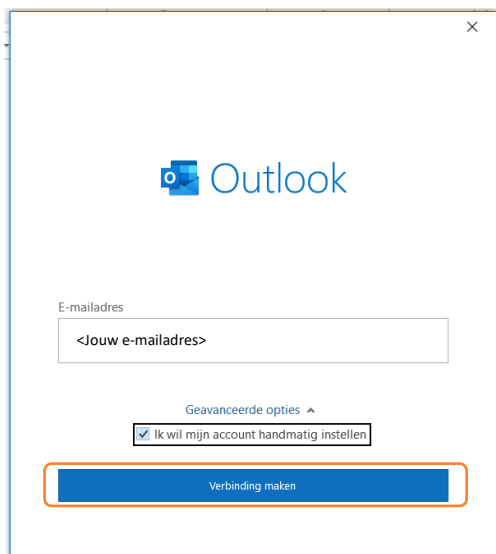 Outlook
E-mailadres
<Jouw e-mailadres>
Geavanceerde opties
Ik wil mijn account handmatig instellen
Verbinding maken